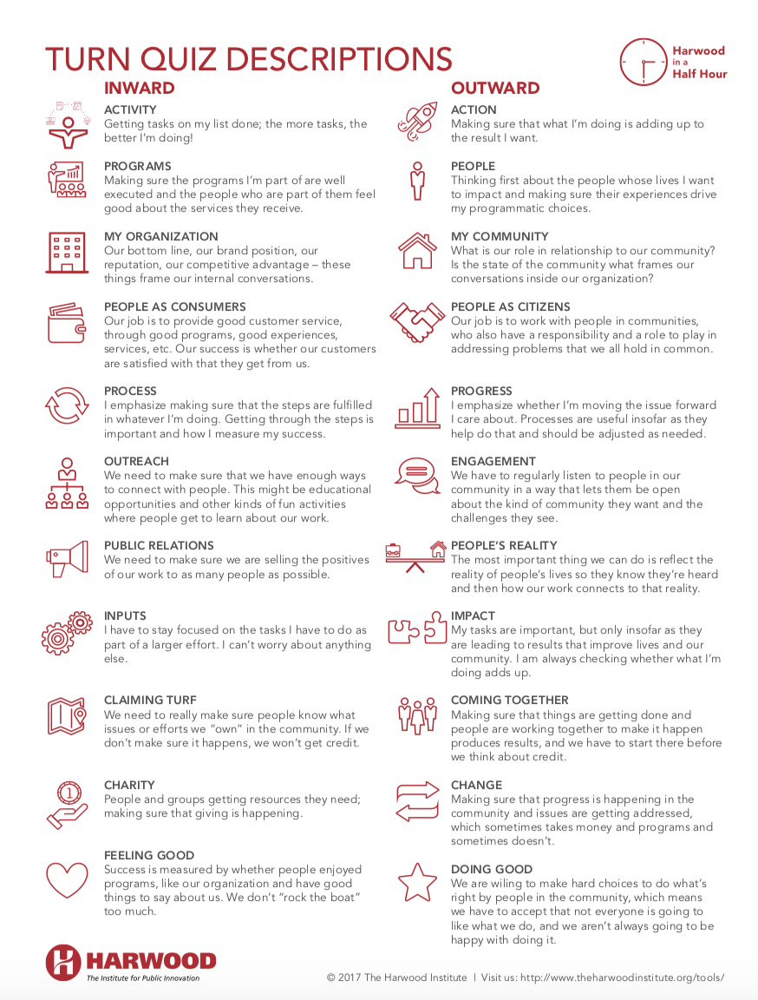 TURN QUIZ DESCRIPTIONS
Harwood
in a
Half Hour
INWARD
ACTIVITY
Getting tasks on my list done; the more tasks, the
better I'm doing!
PROGRAMS
Making sure the programs I'm part of are well
executed and the people who are part of them feel
good about the services they receive.
MY ORGANIZATION
Our bottom line, our brand position, our
reputation, our competitive advantage – these
things frame our internal conversations.
PEOPLE AS CONSUMERS
Our job is to provide good customer service,
through good programs, good experiences,
services, etc. Our success is whether our customers
are satisfied with that they get from us.
PROCESS
I emphasize making sure that the steps are fulfilled
in whatever I'm doing. Getting through the steps is
important and how I measure my success.
OUTREACH
We need to make sure that we have enough ways
to connect with people. This might be educational
opportunities and other kinds of fun activities
where people get to learn about our work.
PUBLIC RELATIONS
We need to make sure we are selling the positives
of our work to as many people as possible.
INPUTS
I have to stay focused on the tasks I have to do as
part of a larger effort. I can't worry about anything
else.
CLAIMING TURF
We need to really make sure people know what
issues or efforts we "own" in the community. If we
don't make sure it happens, we won't get credit.
CHARITY
People and groups getting resources they need;
making sure that giving is happening.
1
FEELING GOOD
Success is measured by whether people enjoyed
programs, like our organization and have good
things to say about us. We don't "rock the boat"
too much.
OUTWARD
ACTION
Making sure that what I'm doing is adding up to
the result I want.
PEOPLE
Thinking first about the people whose lives I want
to impact and making sure their experiences drive
my programmatic choices.
MY COMMUNITY
What is our role in relationship to our community?
Is the state of the community what frames our
conversations inside our organization?
PEOPLE AS CITIZENS
Our job is to work with people in communities,
who also have a responsibility and a role to play in
addressing problems that we all hold in common.
PROGRESS
I emphasize whether I'm moving the issue forward
I care about. Processes are useful insofar as they
help do that and should be adjusted as needed.
ENGAGEMENT
We have to regularly listen to people in our
community in a way that lets them be open
about the kind of community they want and the
challenges they see.
PEOPLE'S REALITY
The most important thing we can do is reflect the
reality of people's lives so they know they're heard
and then how our work connects to that reality.
IMPACT
My tasks are important, but only insofar as they
are leading to results that improve lives and our
community. I am always checking whether what I'm
doing adds up.
COMING TOGETHER
Making sure that things are getting done and
people are working together to make it happen
produces results, and we have to start there before
we think about credit.
CHANGE
Making sure that progress is happening in the
community and issues are getting addressed,
which sometimes takes money and programs and
sometimes doesn't.
DOING GOOD
We are wiling to make hard choices to do what's
right by people in the community, which means
we have to accept that not everyone is going to
like what we do, and we aren't always going to be
happy with doing it.
H HARWOOD
The Institute for Public Innovation
© 2017 The Harwood Institute | Visit us: http://www.theharwoodinstitute.org/tools/